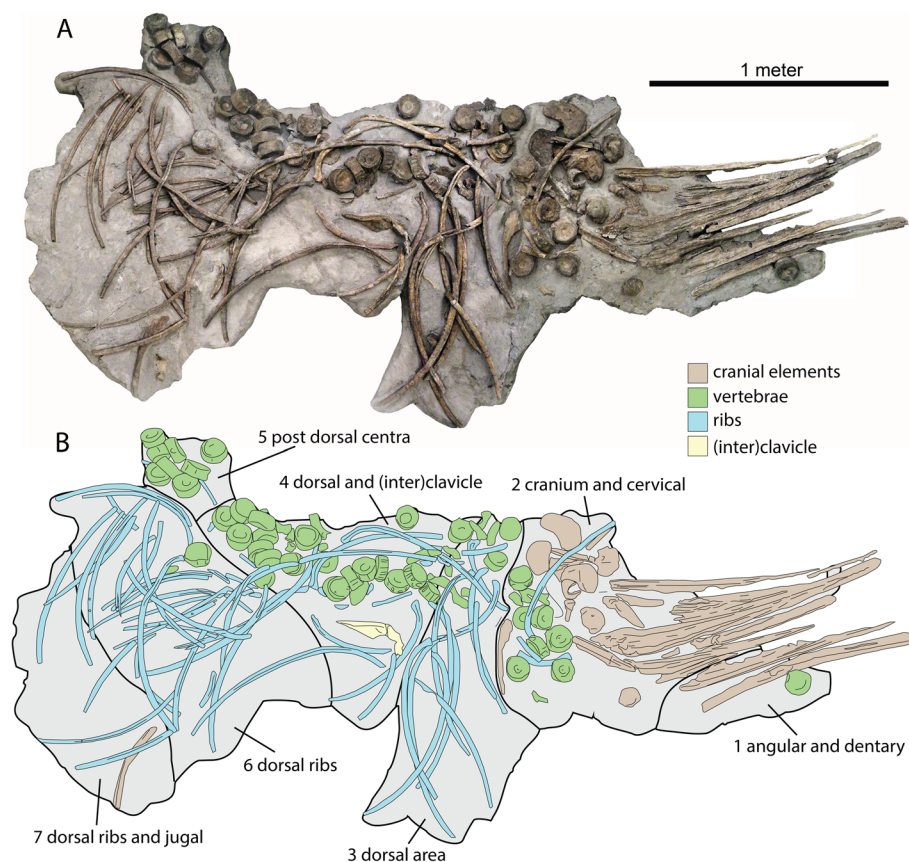 A
1 meter
cranial elements
vertebrae
ribs
(inter)clavicle
B
5 post dorsal centra
4 dorsal and (inter)clavicle
2 cranium and cervical
1 angular and dentary
6 dorsal ribs
7 dorsal ribs and jugal
3 dorsal area